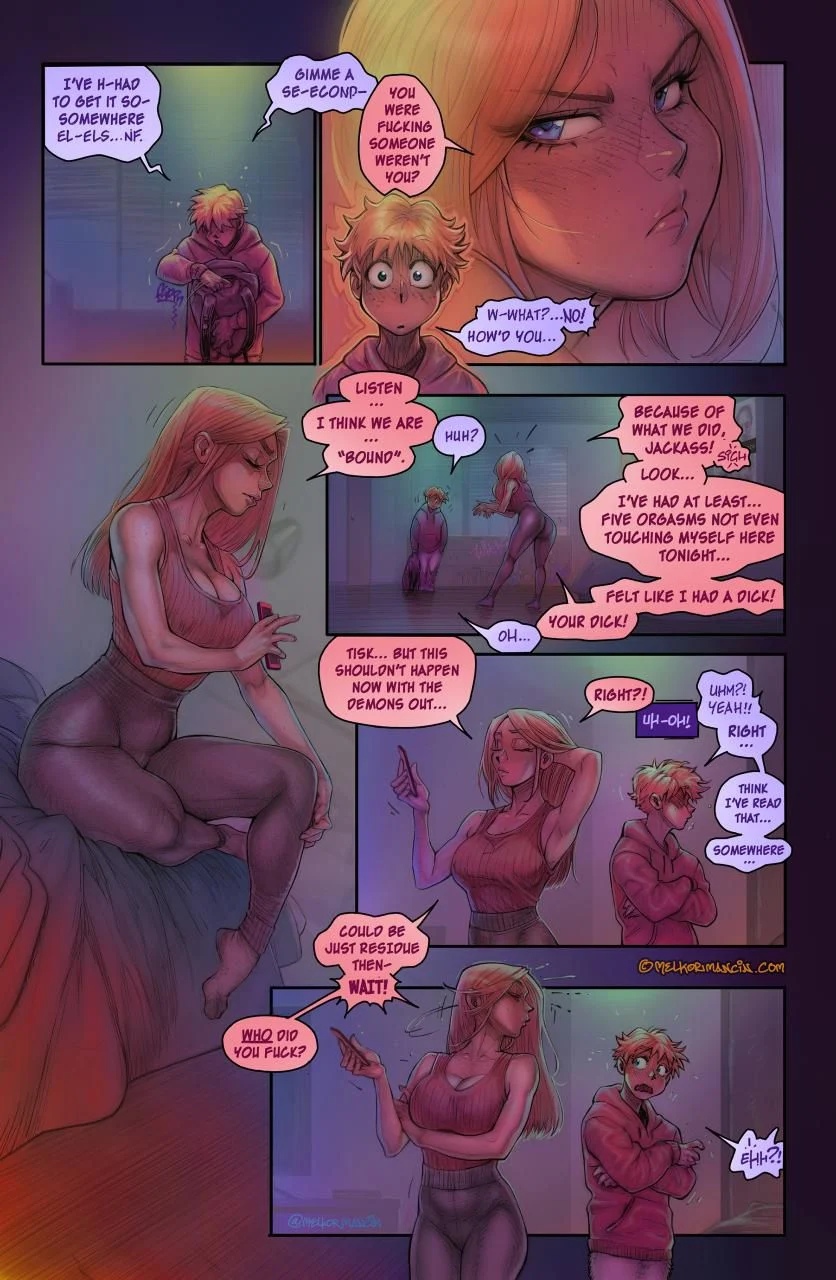 I'VE H-HAD
TO GET IT SO-
SOMEWHERE
EL-ELS...NF.
GIMME A
SE-ECOND-
YOU
WERE
FUCKING
SOMEONE
WEREN'T
YOU?
W-WHAT?...NO!
HOW'D YOU...
LISTEN
...
I THINK WE ARE
...
"BOUND".
HUH?
BECAUSE OF
WHAT WE DID,
JACKASS!
SIGH
LOOK...
I'VE HAD AT LEAST...
FIVE ORGASMS NOT EVEN
TOUCHING MYSELF HERE
TONIGHT...
FELT LIKE I HAD A DICK!
YOUR DICK!
OH...
TISK... BUT THIS
SHOULDN'T HAPPEN
NOW WITH THE
DEMONS OUT...
RIGHT?!
UH-OH!
UHM?!
YEAH!!
RIGHT
...
THINK
I'VE READ
THAT...
SOMEWHERE...
©MELKORMANCIN.COM
COULD BE
JUST RESIDUE
THEN-
WAIT!
WHO DID
YOU FUCK?
EHH?!
@MELKORMANCIN